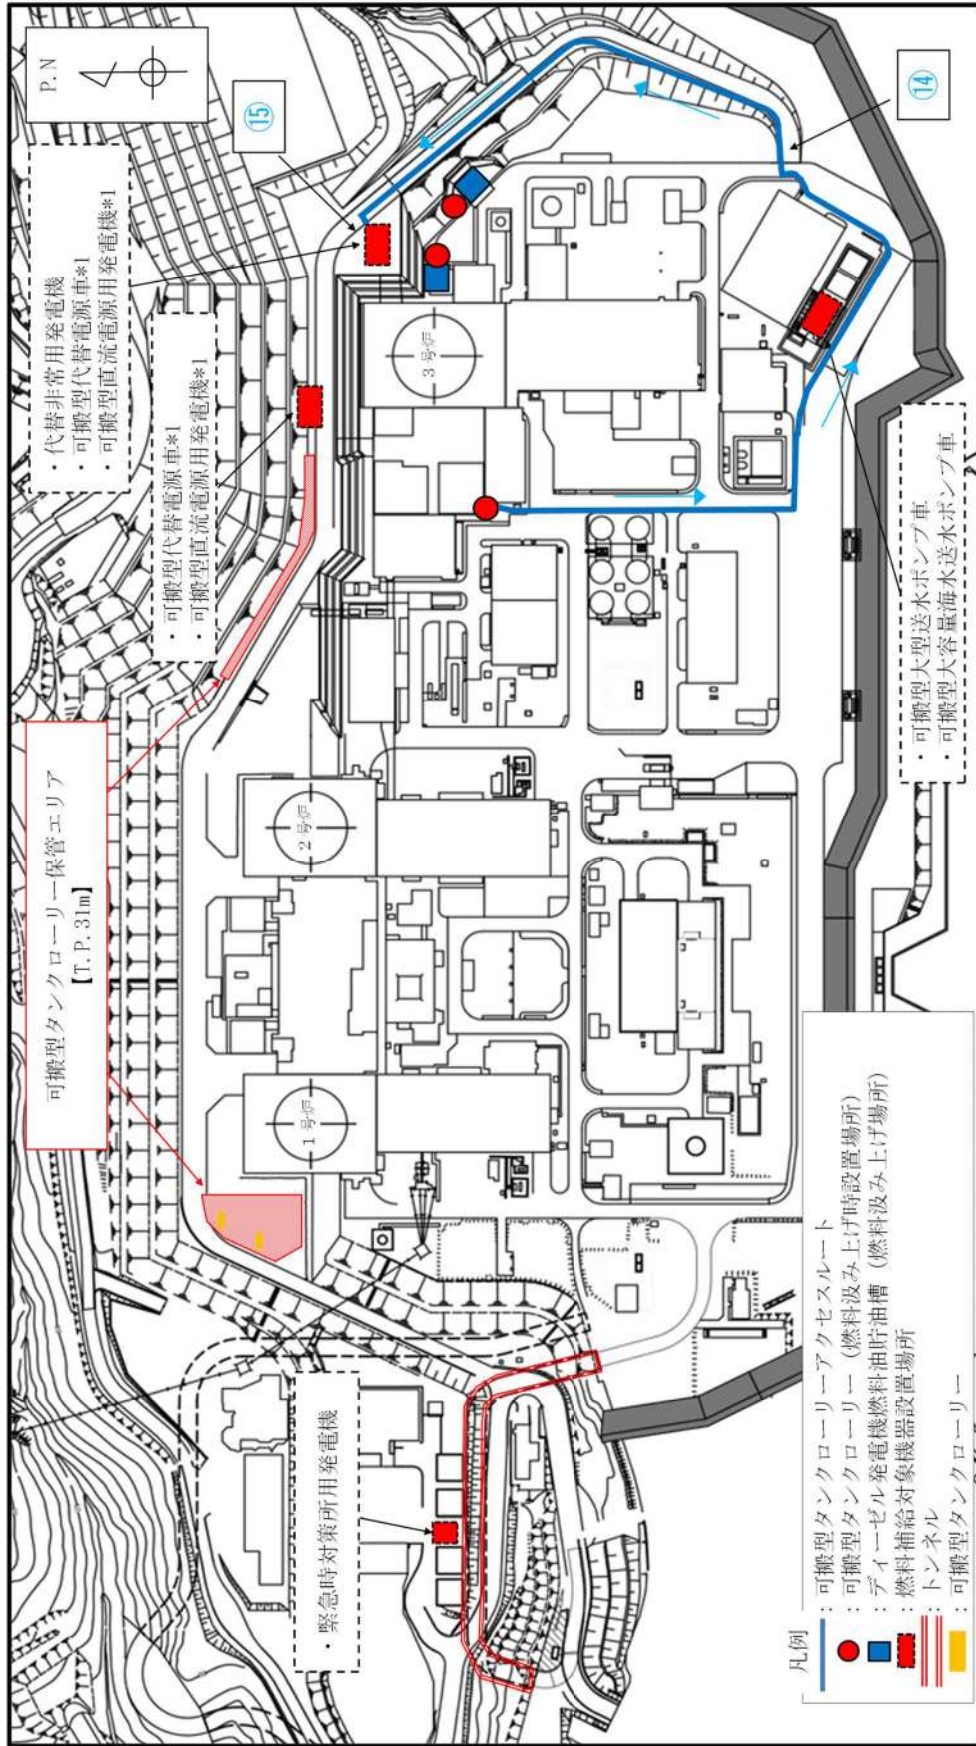 P.N
・代替非常用発電機
・可搬型代替電源車*1
・可搬型直流電源用発電機*1
⑮
・可搬型代替電源車*1
・可搬型直流電源用発電機*1
可搬型タンクローリー保管エリア
【T.P.31m】
・緊急時対策所用発電機
⑭
3号炉
2号炉
1号炉
・可搬型大型送水ポンプ車
・可搬型大容量海水送水ポンプ車
凡例
：可搬型タンクローリーアクセスルート
：可搬型タンクローリー（燃料汲み上げ時設置場所）
：ディーゼル発電機燃料油貯油槽（燃料汲み上げ場所）
：燃料補給対象機器設置場所
：トンネル
：可搬型タンクローリー